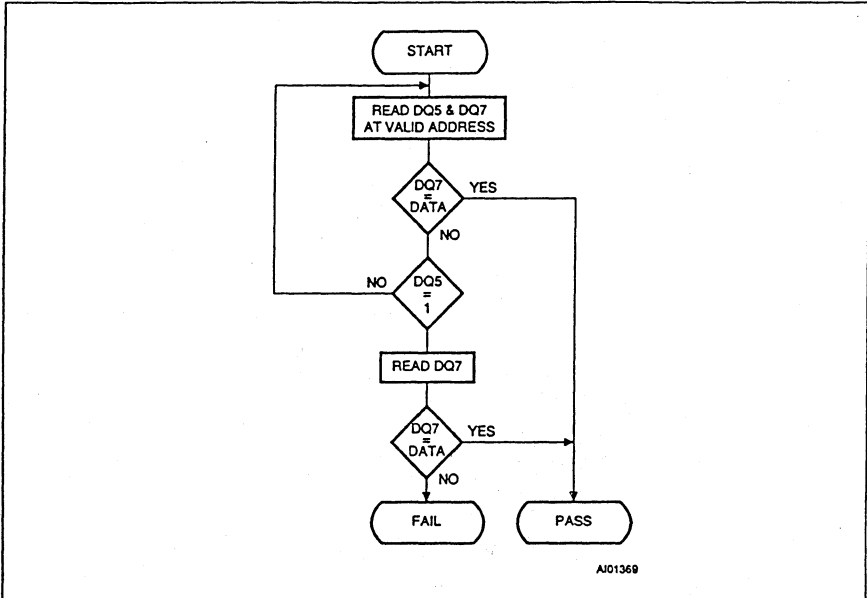 START
READ DQ5 & DQ7
AT VALID ADDRESS
DQ7
=
DATA
YES
NO
NO
DQ5
=
1
READ DQ7
DQ7
=
DATA
YES
NO
FAIL
PASS
AI01369